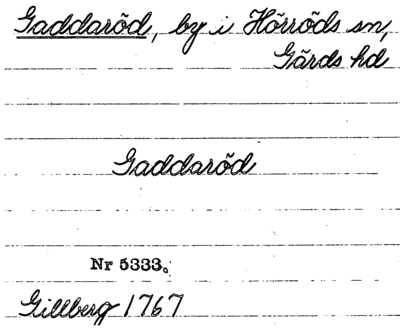 Gaddaröd, by i Hörröds sn,
Gärds hd
Gaddaröd
Nr 5333.
Gillberg 1767